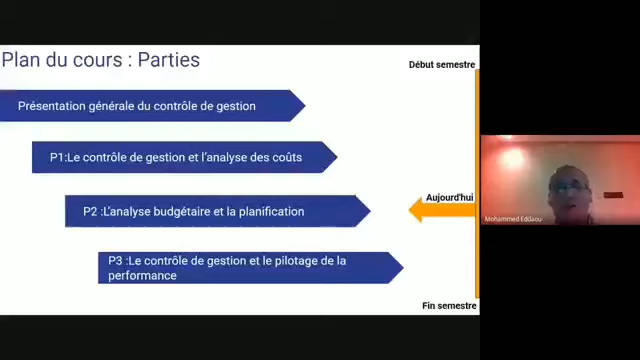 Plan du cours : Parties
Début semestre
Présentation générale du contrôle de gestion
P1:Le contrôle de gestion et l'analyse des coûts
Aujourd'hui
P2 :L'analyse budgétaire et la planification
Mohammed Eddaou
P3 :Le contrôle de gestion et le pilotage de la
performance
Fin semestre